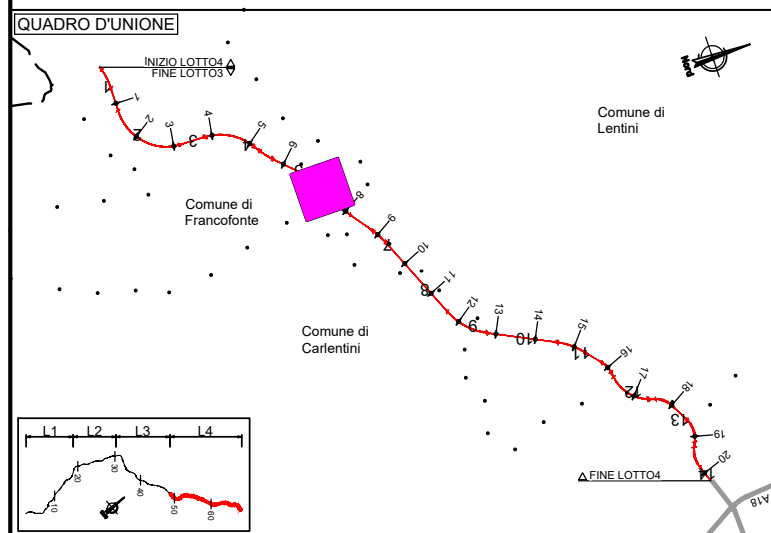 QUADRO D'UNIONE
INIZIO LOTTO4
FINE LOTTO3
Nord
Comune di
Lentini
1
1
2
2
3
3
4
4
5
6
5
Comune di
Francofonte
8
9
7
10
8
11
12
9
13
10
14
11
15
16
12
17
18
13
19
20
Comune di
Carlentini
L1
L2
L3
L4
10
20
30
40
50
60
FINE LOTTO4
A18